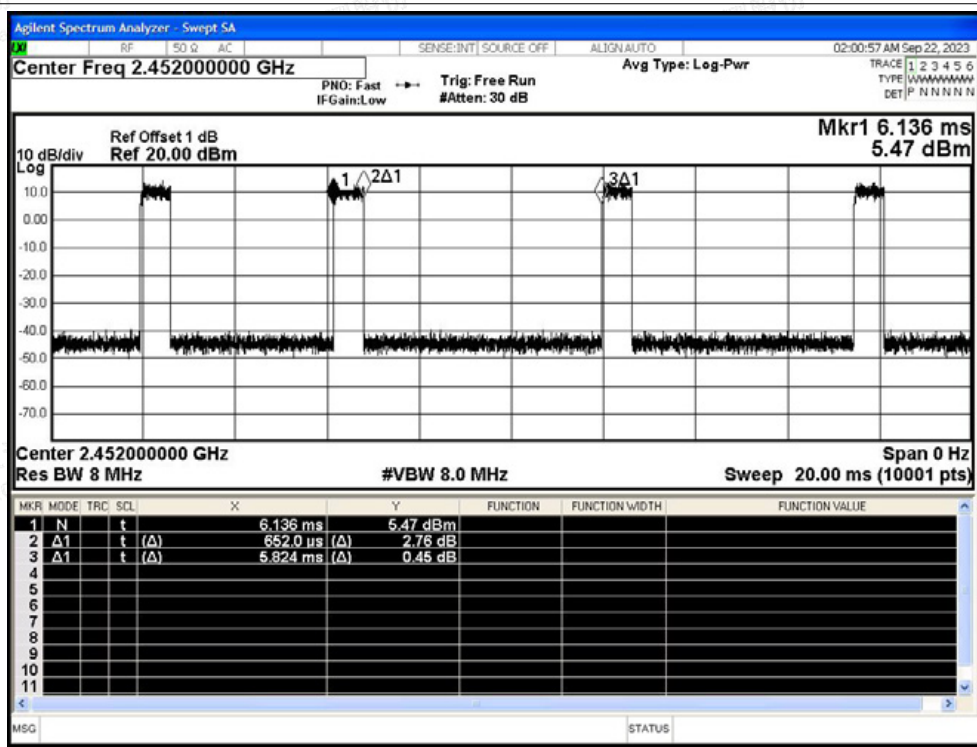 Agilent Spectrum Analyzer - Swept SA
LXI RF 50 Ω AC SENSE:INT SOURCE OFF ALIGN AUTO 02:00:57 AM Sep 22, 2023
Center Freq 2.452000000 GHz
PNO: Fast
IFGain:Low
Trig: Free Run
#Atten: 30 dB
Avg Type: Log-Pwr
TRACE 1 2 3 4 5 6
TYPE WWWWWW
DET P N N N N N
Mkr1 6.136 ms
5.47 dBm
Ref Offset 1 dB
10 dB/div Ref 20.00 dBm
Log
10.0
0.00
-10.0
-20.0
-30.0
-40.0
-50.0
-60.0
-70.0
1 2Δ1 3Δ1
Center 2.452000000 GHz Span 0 Hz
Res BW 8 MHz #VBW 8.0 MHz Sweep 20.00 ms (10001 pts)
MKR MODE TRC SCL X Y FUNCTION FUNCTION WIDTH FUNCTION VALUE
1 N t 6.136 ms 5.47 dBm
2 Δ1 t (Δ) 652.0 µs (Δ) 2.76 dB
3 Δ1 t (Δ) 5.824 ms (Δ) 0.45 dB
4
5
6
7
8
9
10
11
MSG STATUS